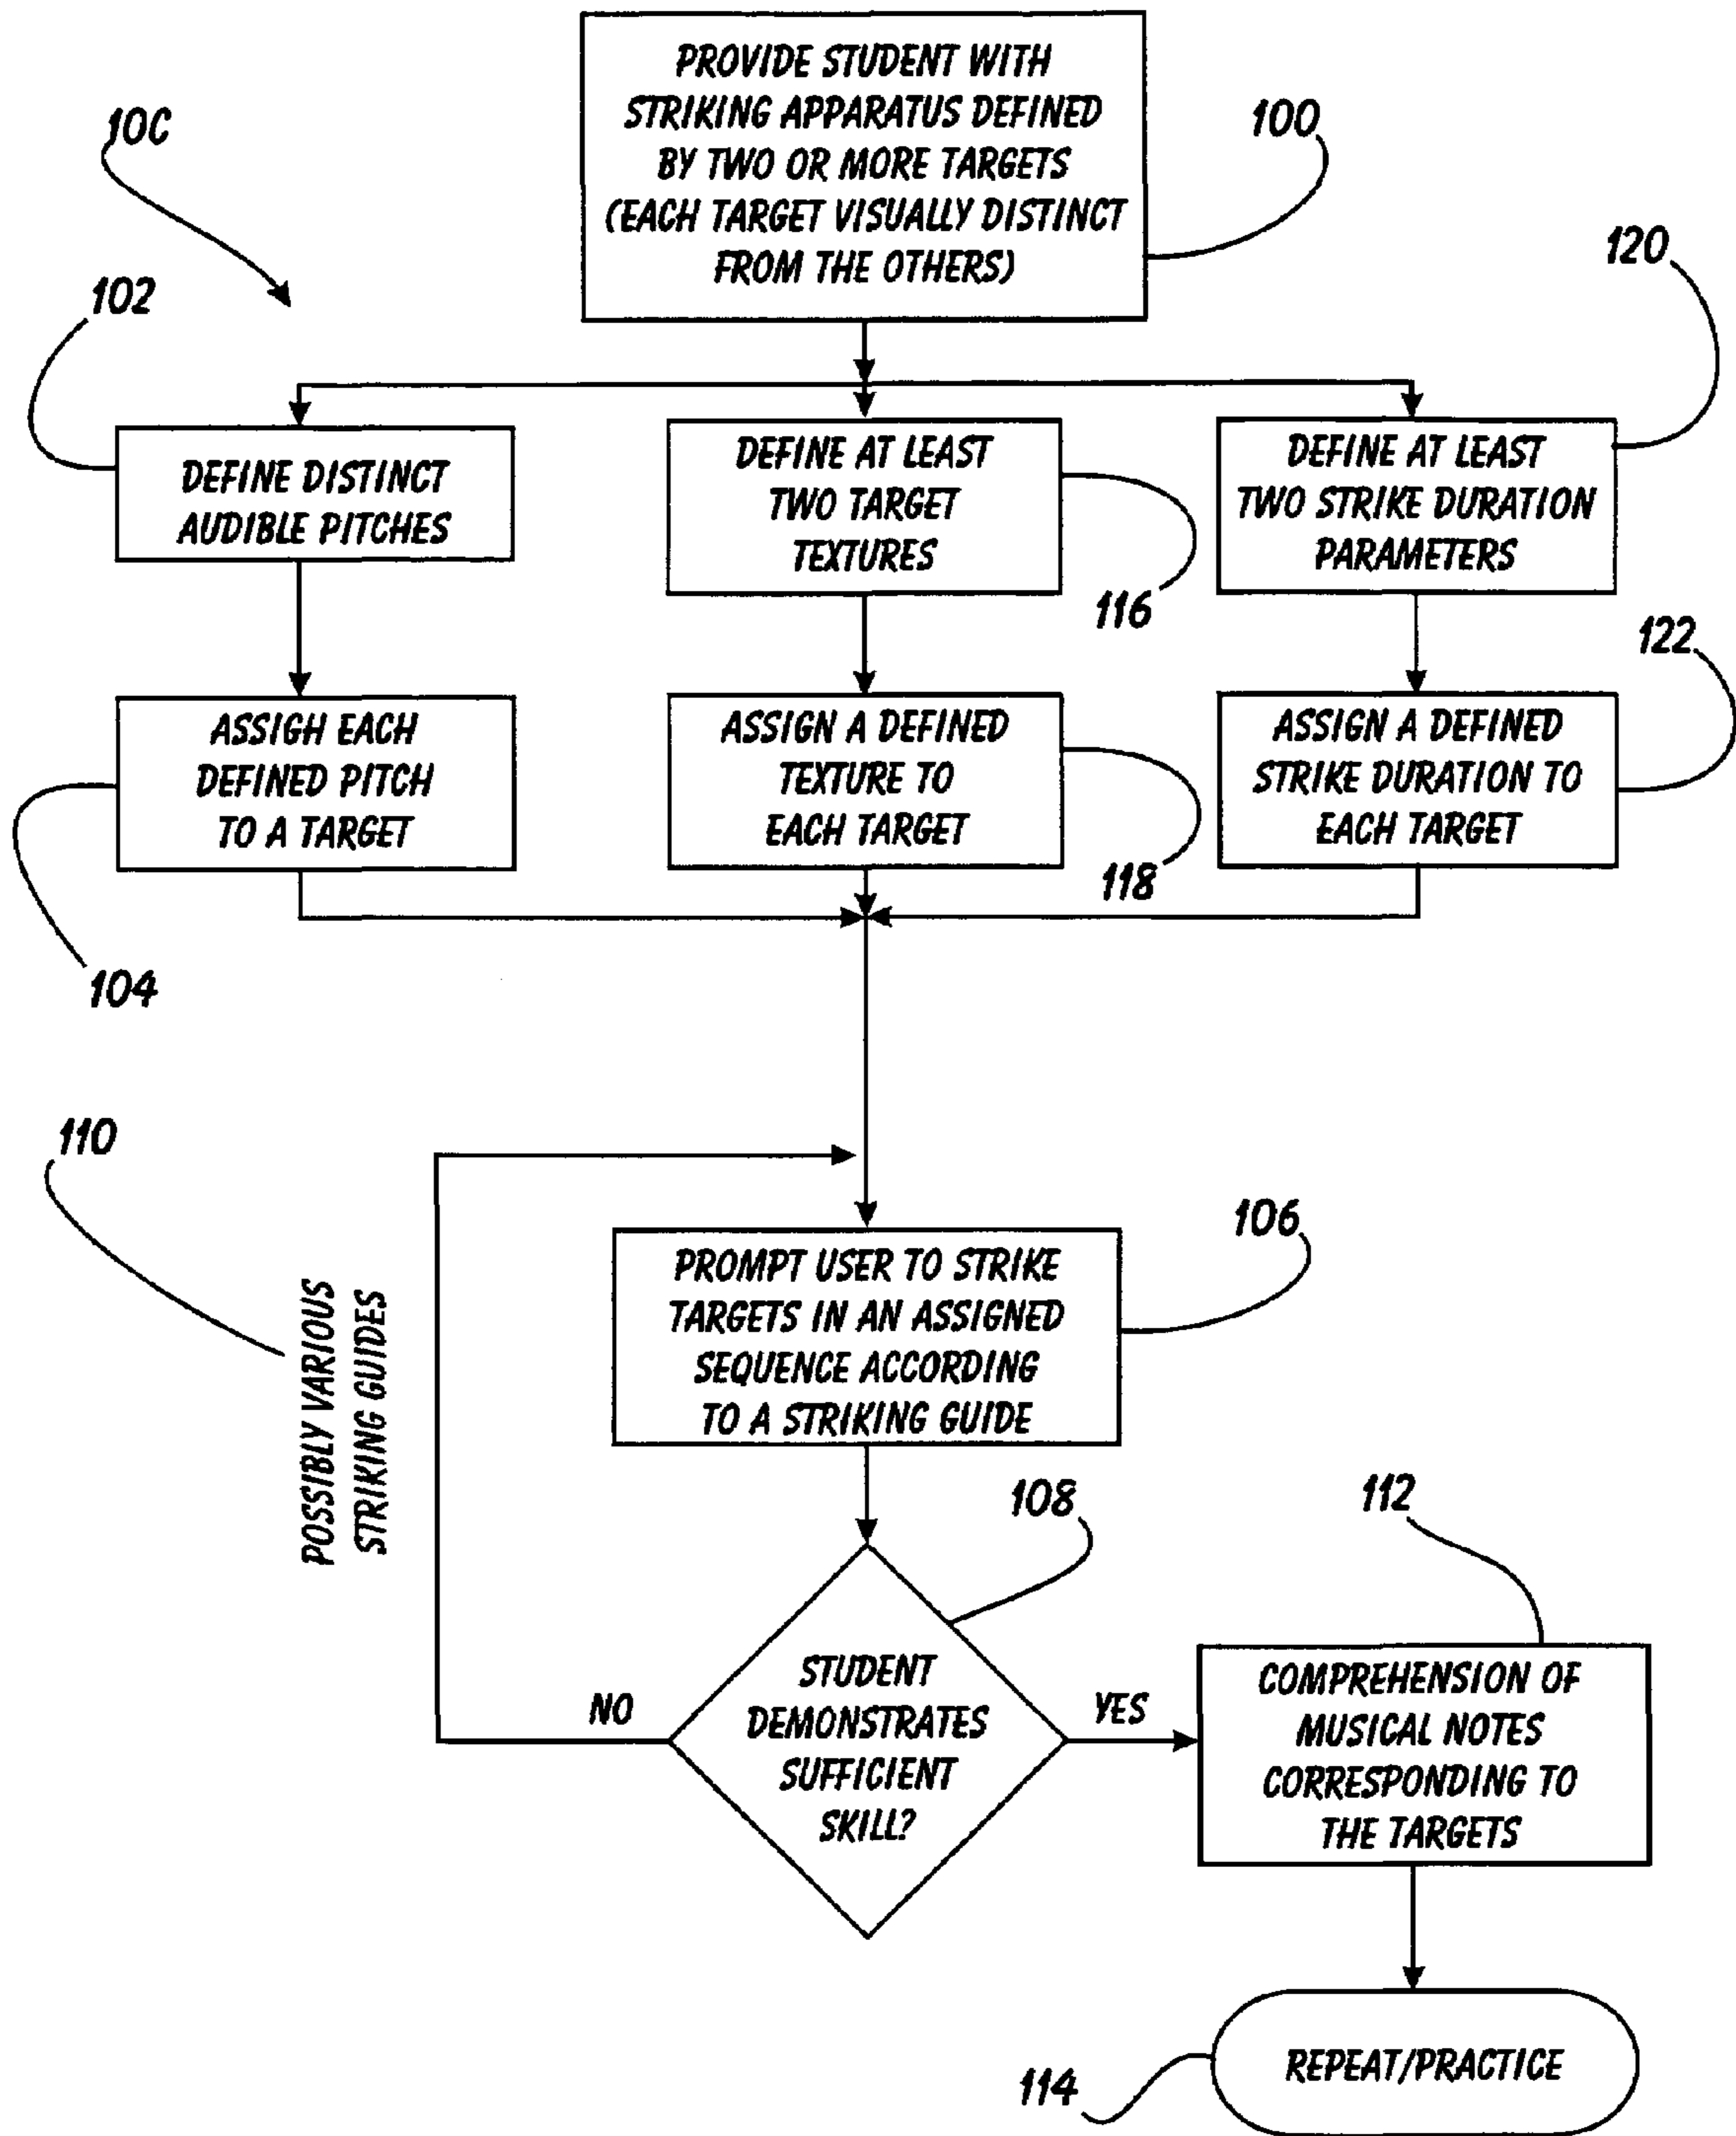 PROVIDE STUDENT WITH
STRIKING APPARATUS DEFINED
BY TWO OR MORE TARGETS
(EACH TARGET VISUALLY DISTINCT
FROM THE OTHERS)
100
10C
102
120
DEFINE DISTINCT
AUDIBLE PITCHES
DEFINE AT LEAST
TWO TARGET
TEXTURES
116
DEFINE AT LEAST
TWO STRIKE DURATION
PARAMETERS
122
ASSIGH EACH
DEFINED PITCH
TO A TARGET
104
ASSIGN A DEFINED
TEXTURE TO
EACH TARGET
118
ASSIGN A DEFINED
STRIKE DURATION TO
EACH TARGET
110
POSSIBLY VARIOUS
STRIKING GUIDES
106
PROMPT USER TO STRIKE
TARGETS IN AN ASSIGNED
SEQUENCE ACCORDING
TO A STRIKING GUIDE
108
STUDENT
DEMONSTRATES
SUFFICIENT
SKILL?
NO
YES
112
COMPREHENSION OF
MUSICAL NOTES
CORRESPONDING TO
THE TARGETS
114
REPEAT/PRACTICE